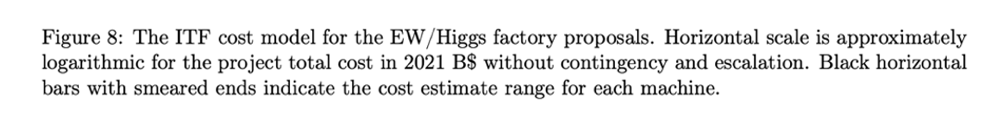 Figure 8: The ITF cost model for the EW/Higgs factory proposals. Horizontal scale is approximately
logarithmic for the project total cost in 2021 B$ without contingency and escalation. Black horizontal
bars with smeared ends indicate the cost estimate range for each machine.